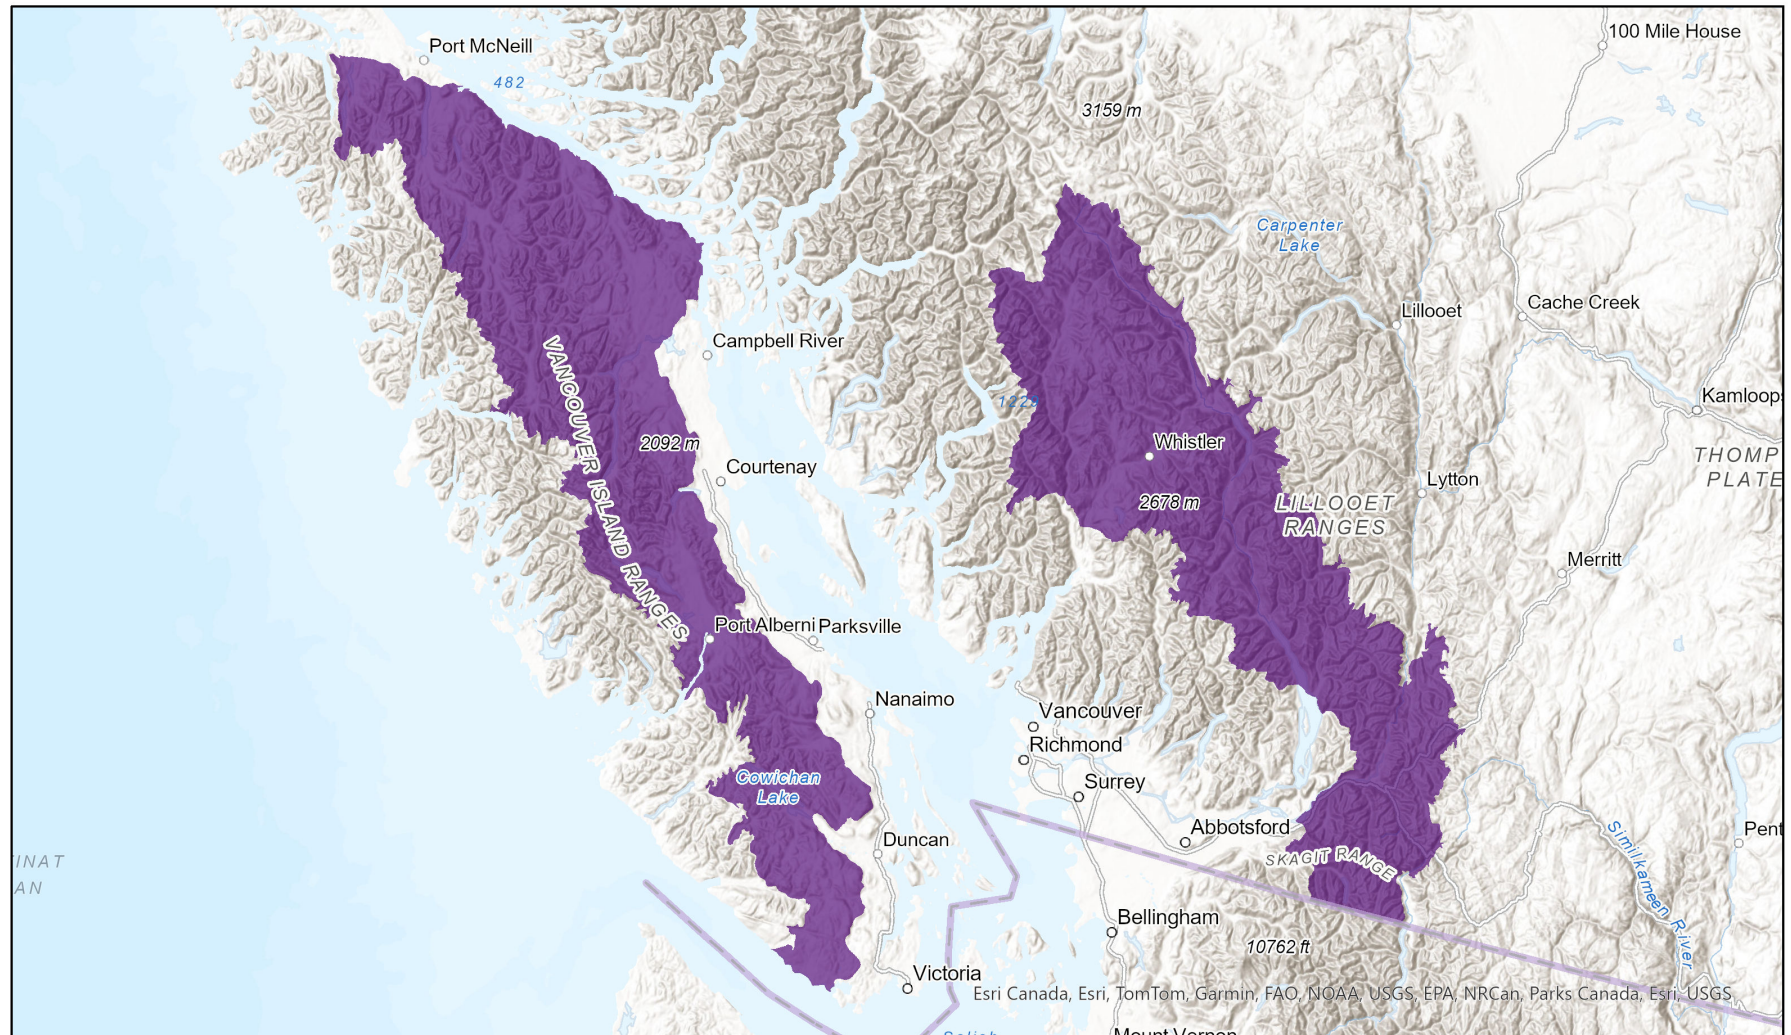 Port McNeill
482
100 Mile House
3159 m
Carpenter
Lake
Lillooet
Cache Creek
Campbell River
Kamloops
1229
VANCOUVER ISLAND RANGES
2092 m
Whistler
THOMP
PLATE
Courtenay
Lytton
2678 m
LILLOOET
RANGES
Merritt
Port Alberni
Parksville
Nanaimo
Vancouver
Richmond
Cowichan
Lake
Surrey
Abbotsford
Duncan
SKAGIT RANGE
Similkameen River
Pent
INAT
AN
Bellingham
10762 ft
Victoria
Esri Canada, Esri, TomTom, Garmin, FAO, NOAA, USGS, EPA, NRCan, Parks Canada, Esri, USGS
Salish
Mount Vernon